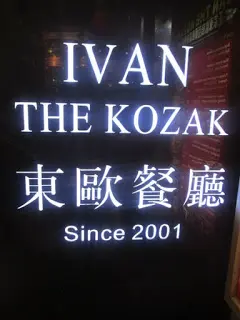 IVAN
THE KOZAK
東歐餐廳
Since 2001